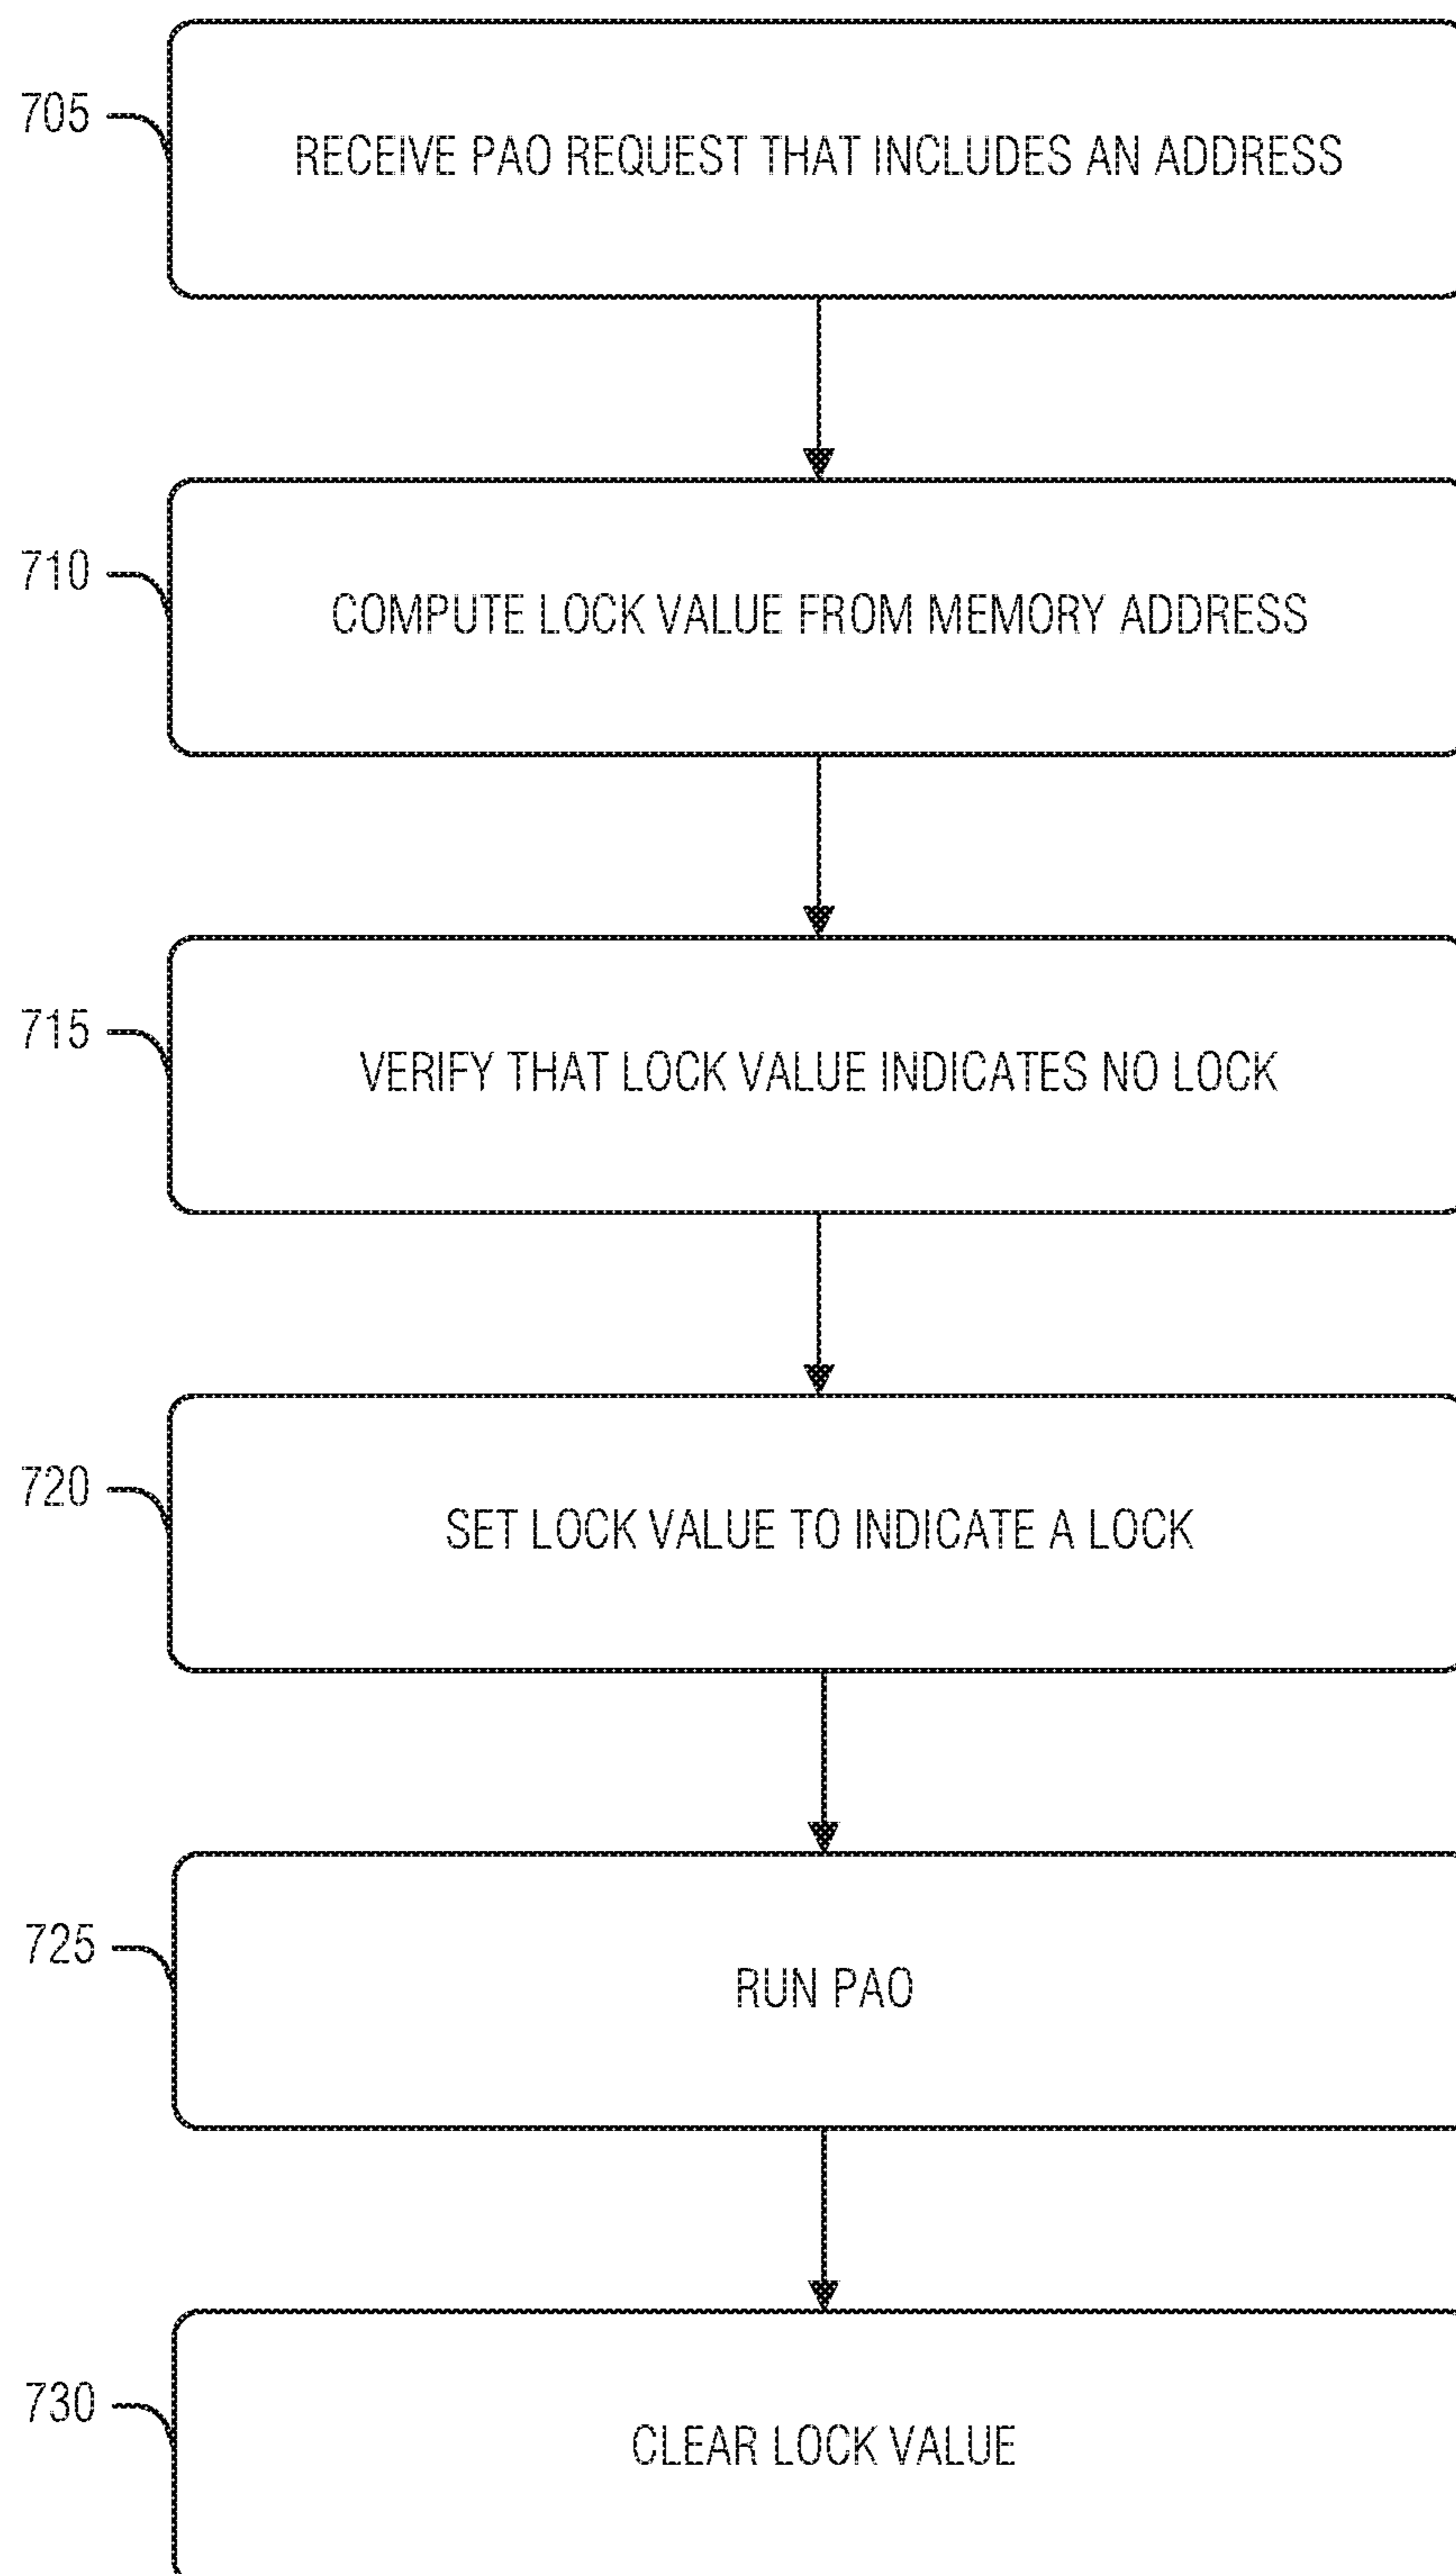 705
RECEIVE PAO REQUEST THAT INCLUDES AN ADDRESS
710
COMPUTE LOCK VALUE FROM MEMORY ADDRESS
715
VERIFY THAT LOCK VALUE INDICATES NO LOCK
720
SET LOCK VALUE TO INDICATE A LOCK
725
RUN PAO
730
CLEAR LOCK VALUE